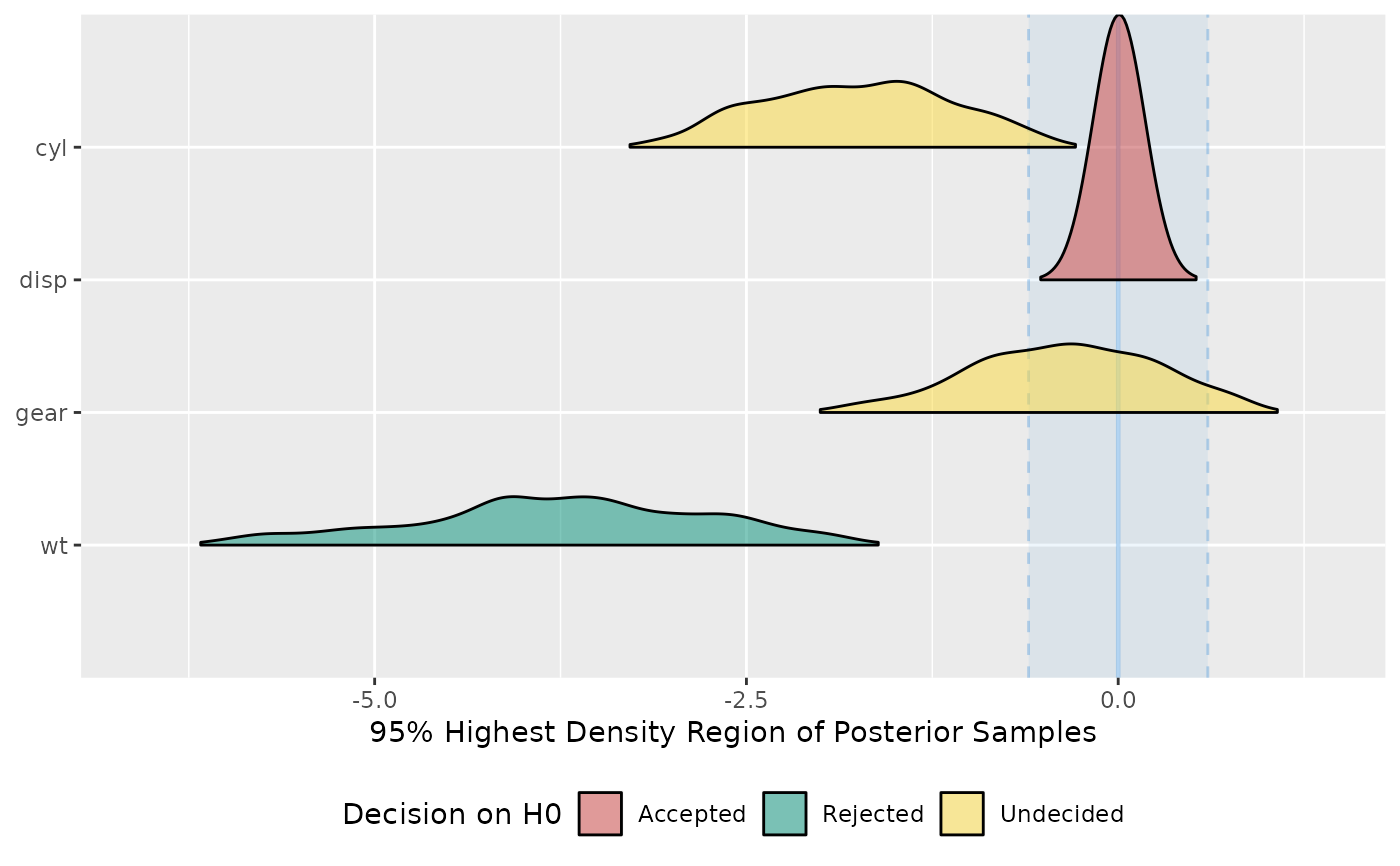 cyl
disp
gear
wt
-5.0 -2.5 0.0
95% Highest Density Region of Posterior Samples
Decision on H0 Accepted Rejected Undecided